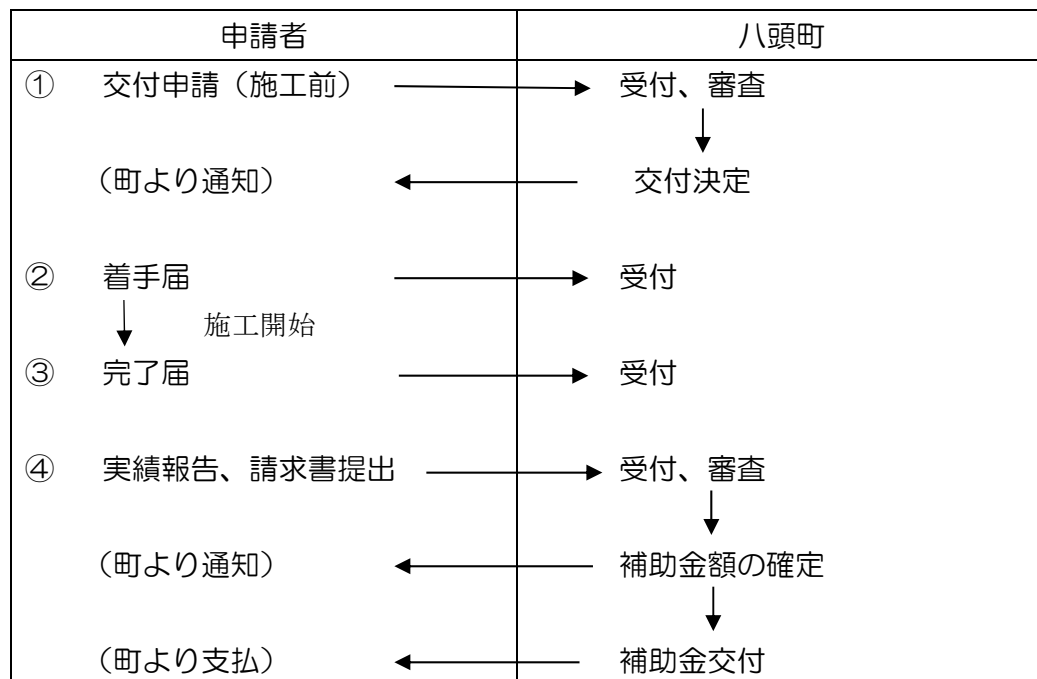 申請者 八頭町
① 交付申請（施工前） 受付、審査
（町より通知） 交付決定
② 着手届 受付
施工開始
③ 完了届 受付
④ 実績報告、請求書提出 受付、審査
（町より通知） 補助金額の確定
（町より支払） 補助金交付